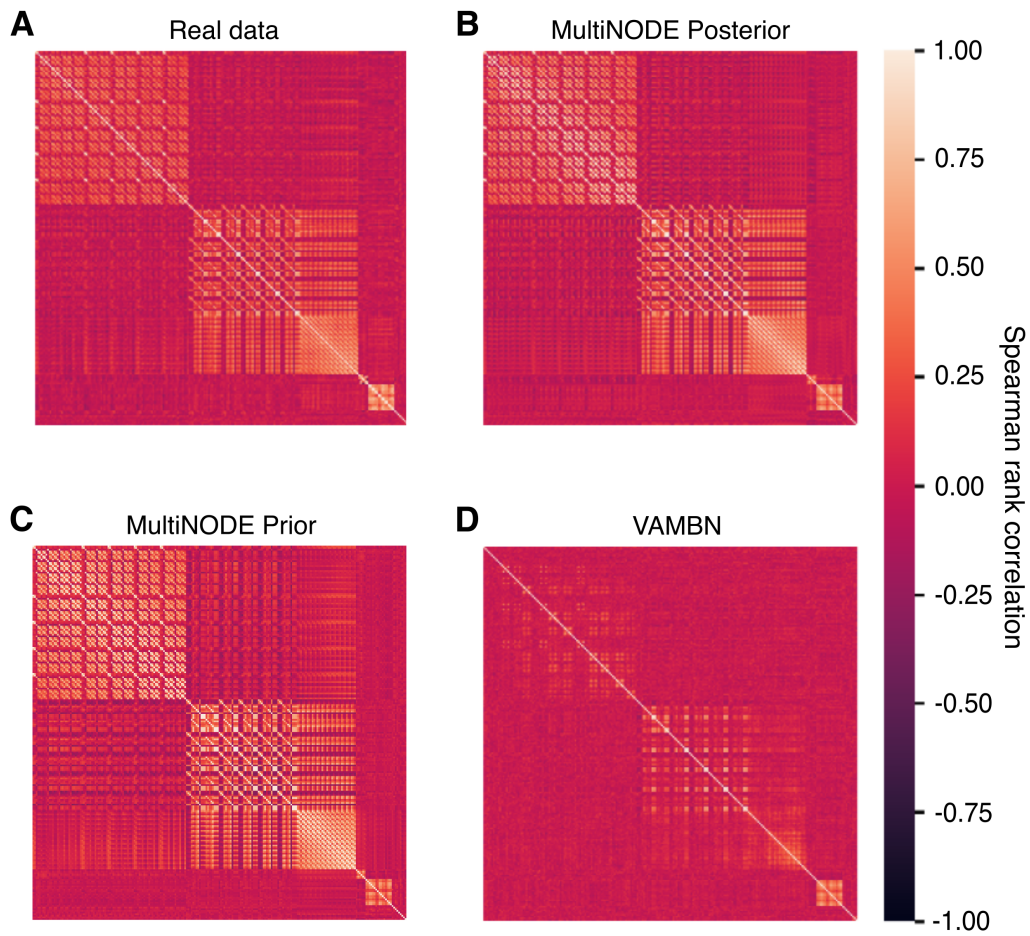 A
Real data
B
MultiNODE Posterior
1.00
0.75
0.50
0.25
0.00
-0.25
-0.50
-0.75
-1.00
Spearman rank correlation
C
MultiNODE Prior
D
VAMBN